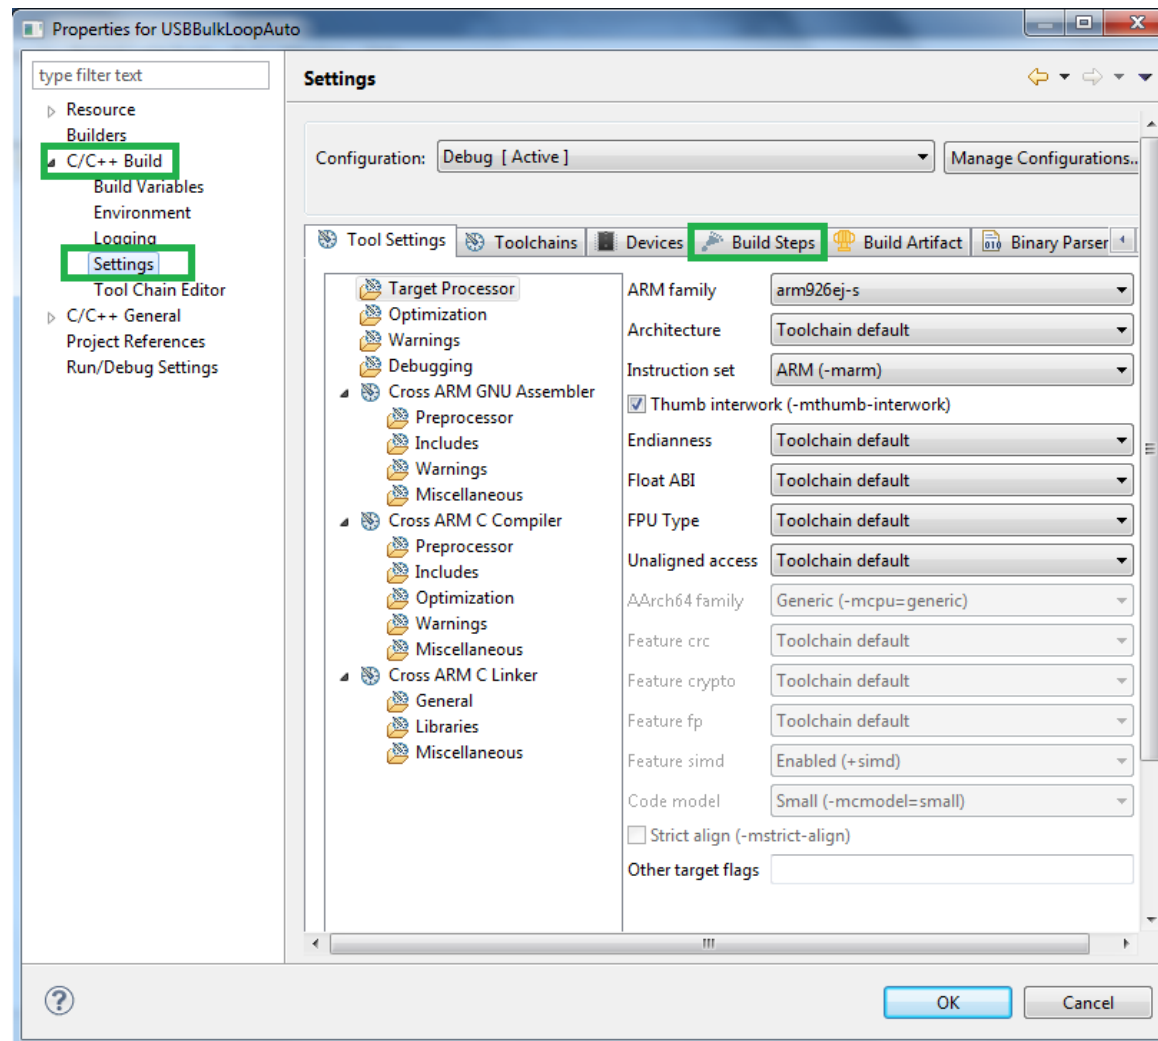 Properties for USBBulkLoopAuto
type filter text
Resource
Builders
C/C++ Build
Build Variables
Environment
Logging
Settings
Tool Chain Editor
C/C++ General
Project References
Run/Debug Settings
Settings
Configuration: Debug [ Active ] Manage Configurations..
Tool Settings Toolchains Devices Build Steps Build Artifact Binary Parser
Target Processor
Optimization
Warnings
Debugging
Cross ARM GNU Assembler
Preprocessor
Includes
Warnings
Miscellaneous
Cross ARM C Compiler
Preprocessor
Includes
Optimization
Warnings
Miscellaneous
Cross ARM C Linker
General
Libraries
Miscellaneous
ARM family arm926ej-s
Architecture Toolchain default
Instruction set ARM (-marm)
Thumb interwork (-mthumb-interwork)
Endianness Toolchain default
Float ABI Toolchain default
FPU Type Toolchain default
Unaligned access Toolchain default
AArch64 family Generic (-mcpu=generic)
Feature crc Toolchain default
Feature crypto Toolchain default
Feature fp Toolchain default
Feature simd Enabled (+simd)
Code model Small (-mcmodel=small)
Strict align (-mstrict-align)
Other target flags
OK Cancel